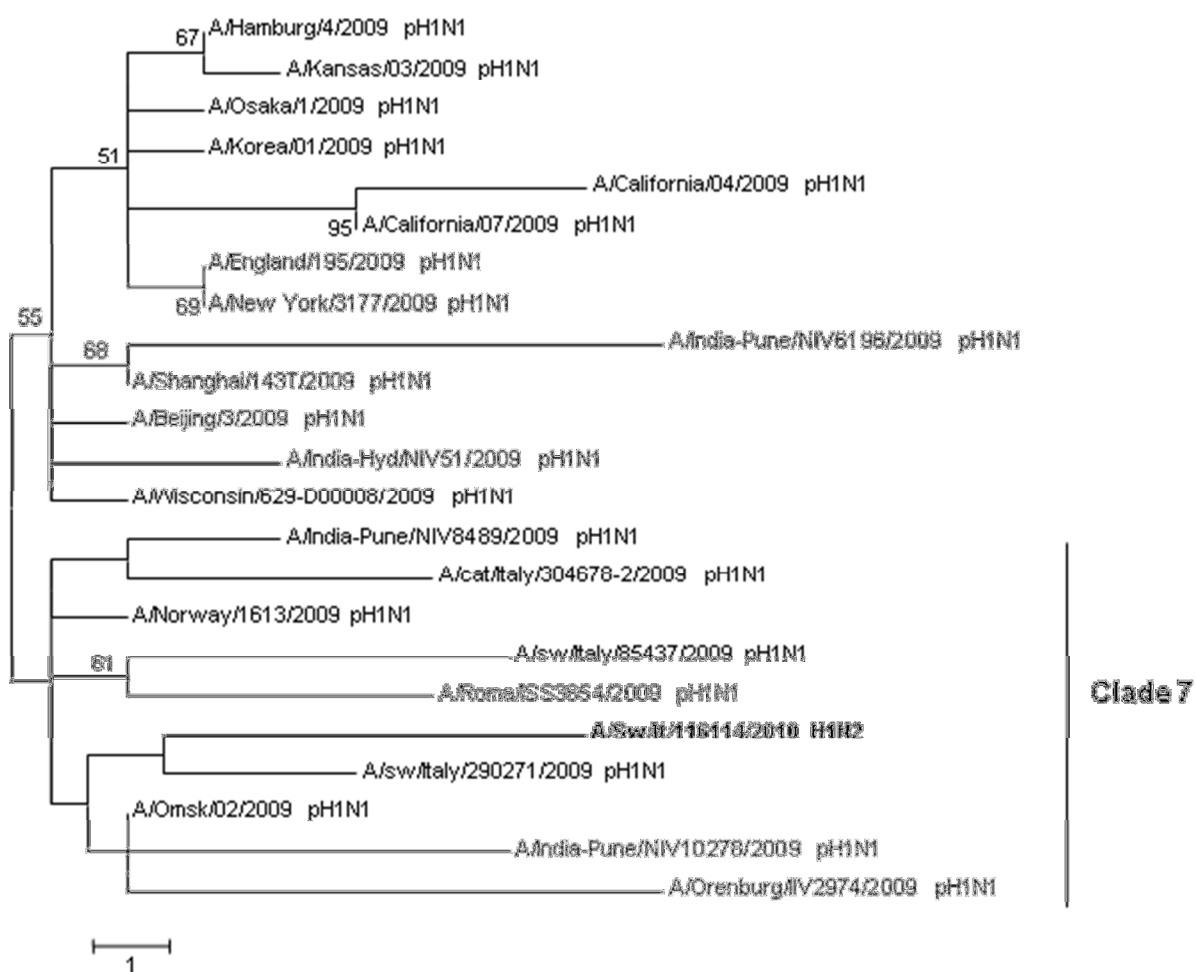 67
A/Hamburg/4/2009 pH1N1
A/Kansas/03/2009 pH1N1
A/Osaka/1/2009 pH1N1
A/Korea/01/2009 pH1N1
51
A/California/04/2009 pH1N1
95
A/California/07/2009 pH1N1
A/England/195/2009 pH1N1
69
A/New York/3177/2009 pH1N1
55
A/India-Pune/NIV6196/2009 pH1N1
68
A/Shanghai/143T/2009 pH1N1
A/Beijing/3/2009 pH1N1
A/India-Hyd/NIV51/2009 pH1N1
A/Wisconsin/629-D00008/2009 pH1N1
A/India-Pune/NIV8489/2009 pH1N1
A/cat/Italy/304678-2/2009 pH1N1
A/Norway/1613/2009 pH1N1
61
A/sw/Italy/85437/2009 pH1N1
A/Roma/ISS3854/2009 pH1N1
Clade 7
A/Sw/It/116114/2010 H1N2
A/sw/Italy/290271/2009 pH1N1
A/Omsk/02/2009 pH1N1
A/India-Pune/NIV10278/2009 pH1N1
A/Orenburg/IIV2974/2009 pH1N1
1